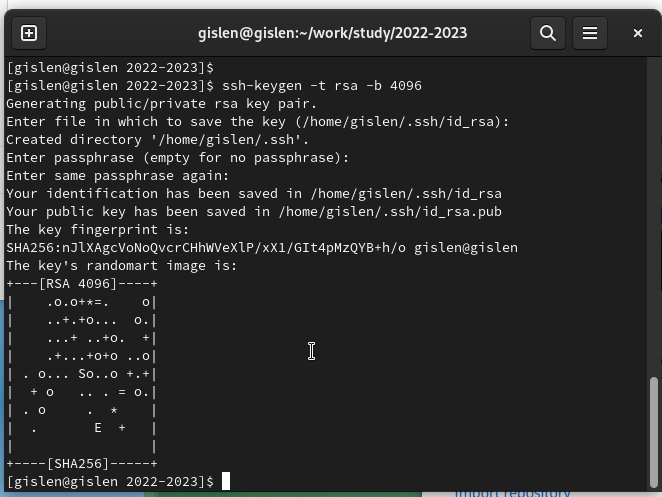 gislen@gislen:~/work/study/2022-2023
[gislen@gislen 2022-2023]$
[gislen@gislen 2022-2023]$ ssh-keygen -t rsa -b 4096
Generating public/private rsa key pair.
Enter file in which to save the key (/home/gislen/.ssh/id_rsa):
Created directory '/home/gislen/.ssh'.
Enter passphrase (empty for no passphrase):
Enter same passphrase again:
Your identification has been saved in /home/gislen/.ssh/id_rsa
Your public key has been saved in /home/gislen/.ssh/id_rsa.pub
The key fingerprint is:
SHA256:nJlXAgcVoNoQvcrCHhWVeXlP/xX1/GIt4pMzQYB+h/o gislen@gislen
The key's randomart image is:
+---[RSA 4096]----+
|    .o.o+*=.    o|
|    ..+.+o...  o.|
|    ...+ ..+o.  +|
|    .+...+o+o ..o|
| . o... So..o +.+|
|  + o   .. . = o.|
| . o     .  *    |
|  .      E  +    |
|                 |
+----[SHA256]-----+
[gislen@gislen 2022-2023]$
Import repository